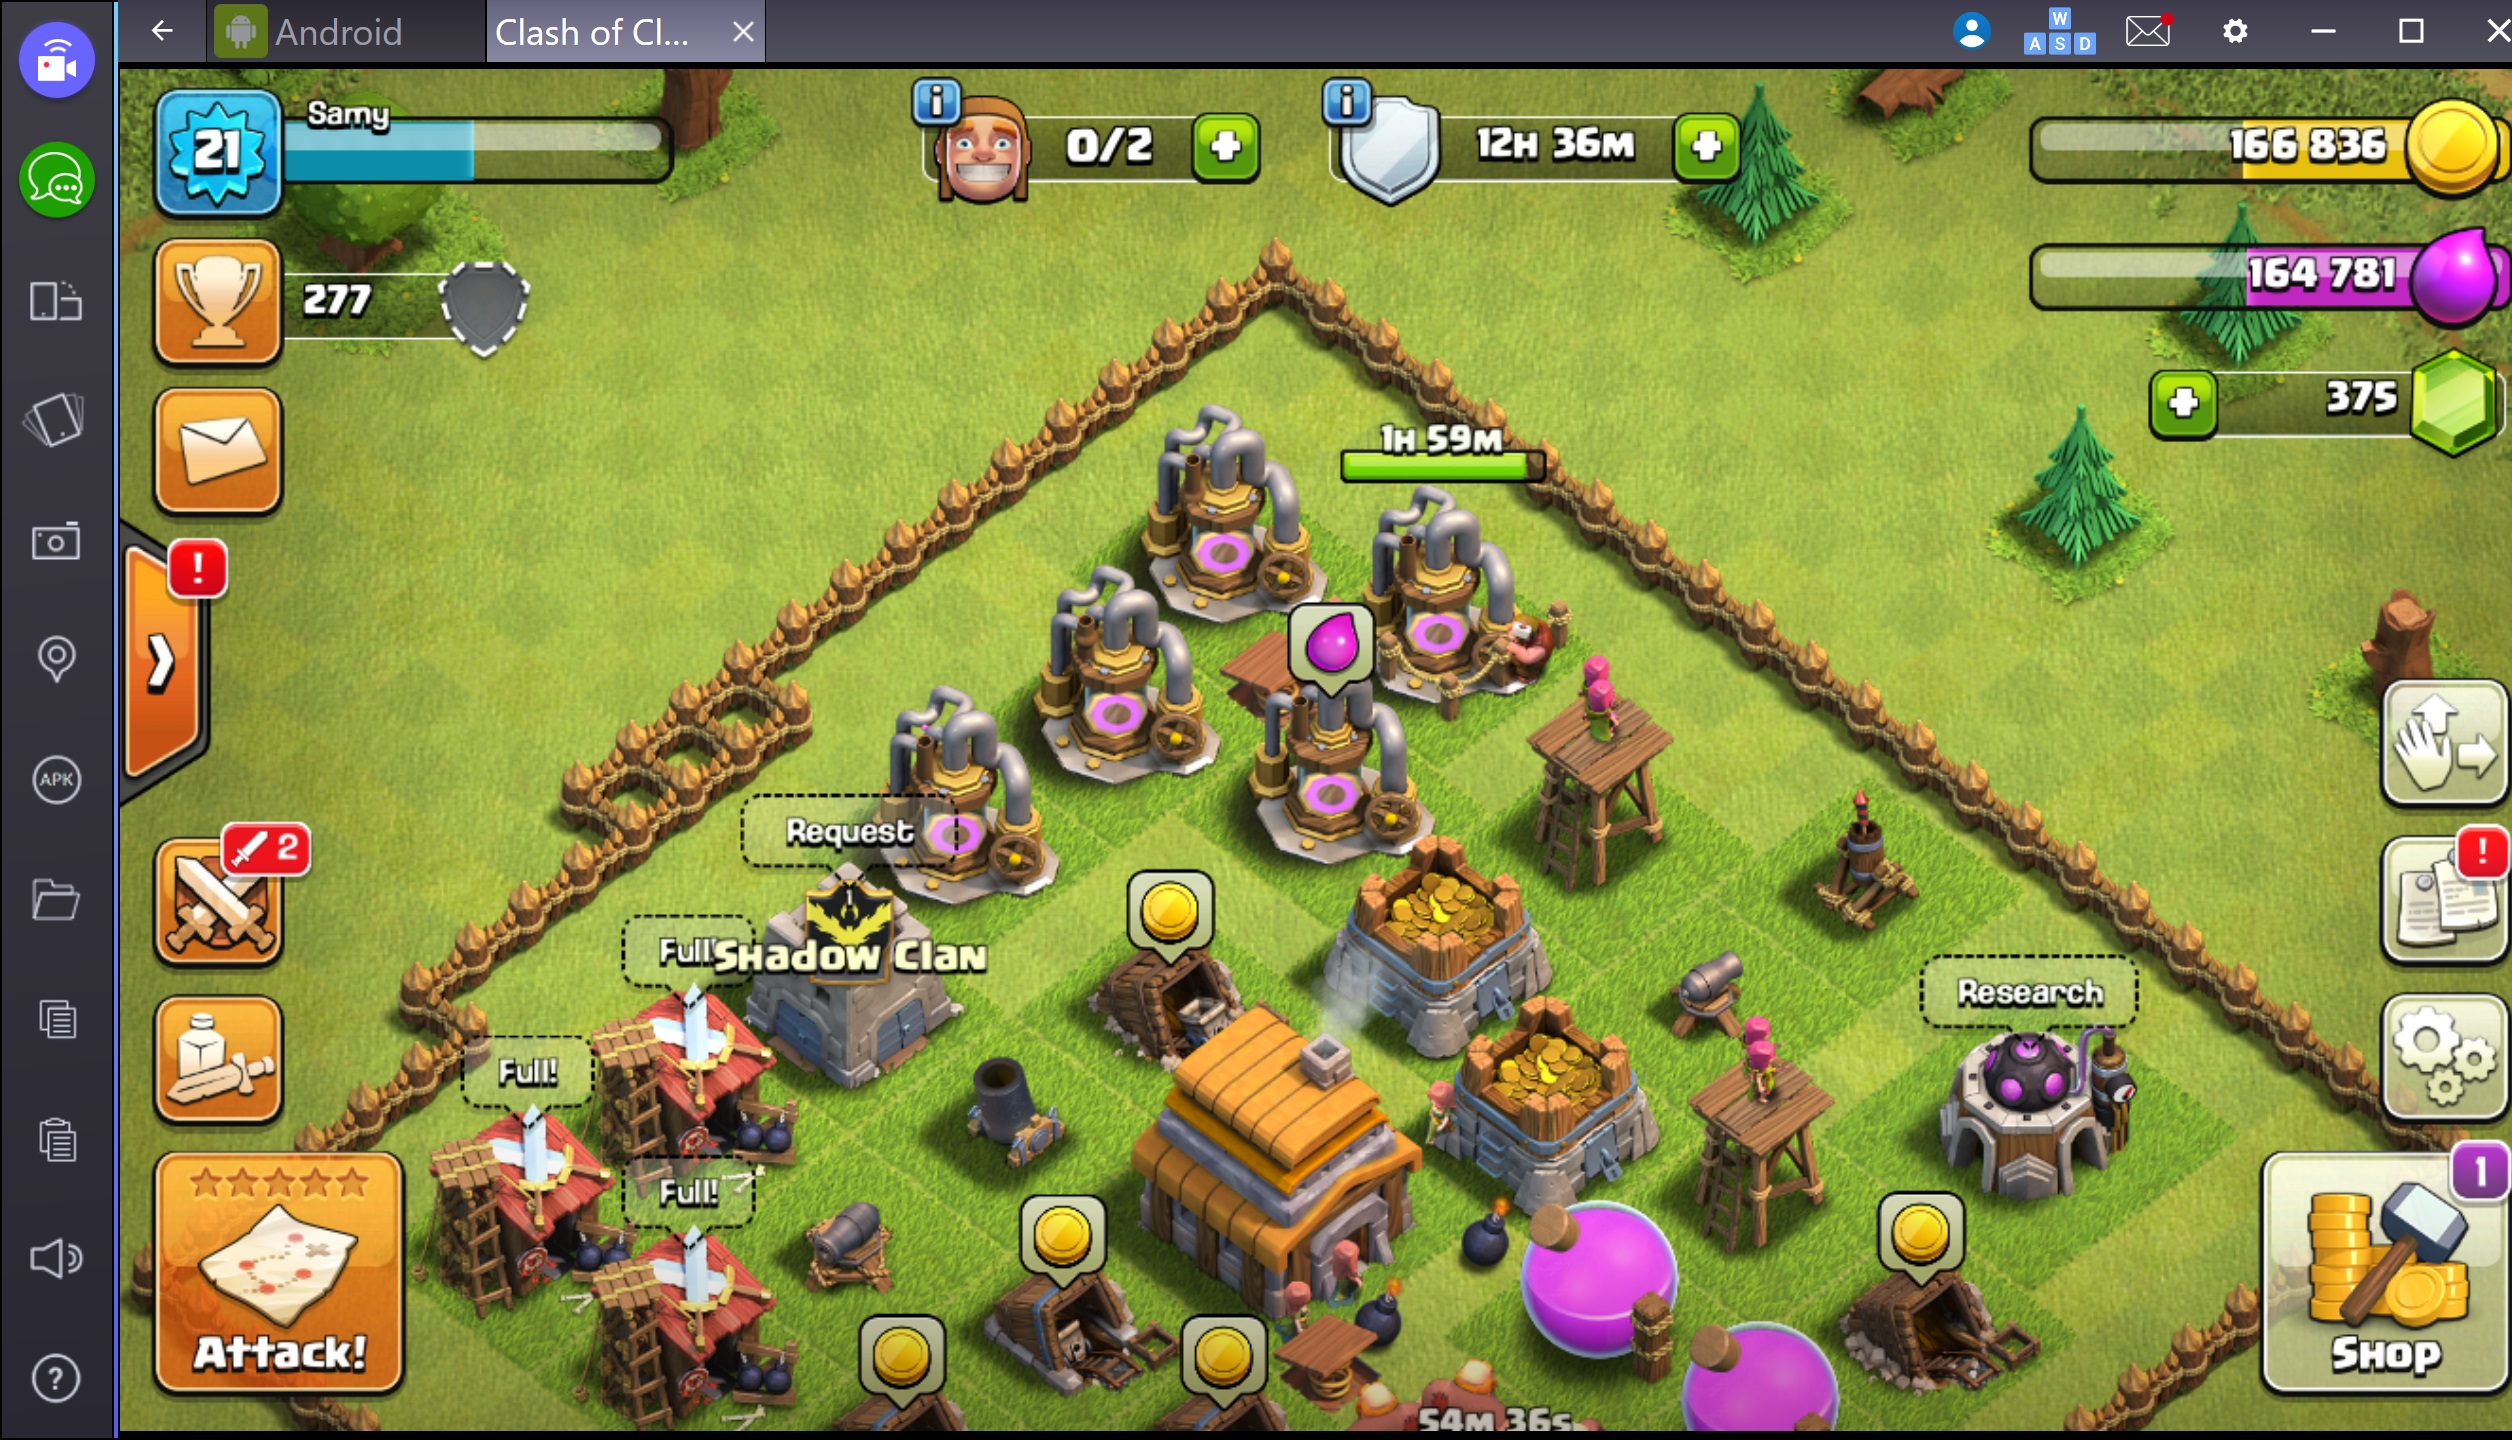 Android
Clash of Cl...
W
A S D
21
Samy
0/2
12H 36M
166 836
277
164 781
375
1H 59M
!
APK
Request
2
!
Full!
Shadow Clan
1
Research
Full!
1
Full!
Attack!
Shop
54M 36s